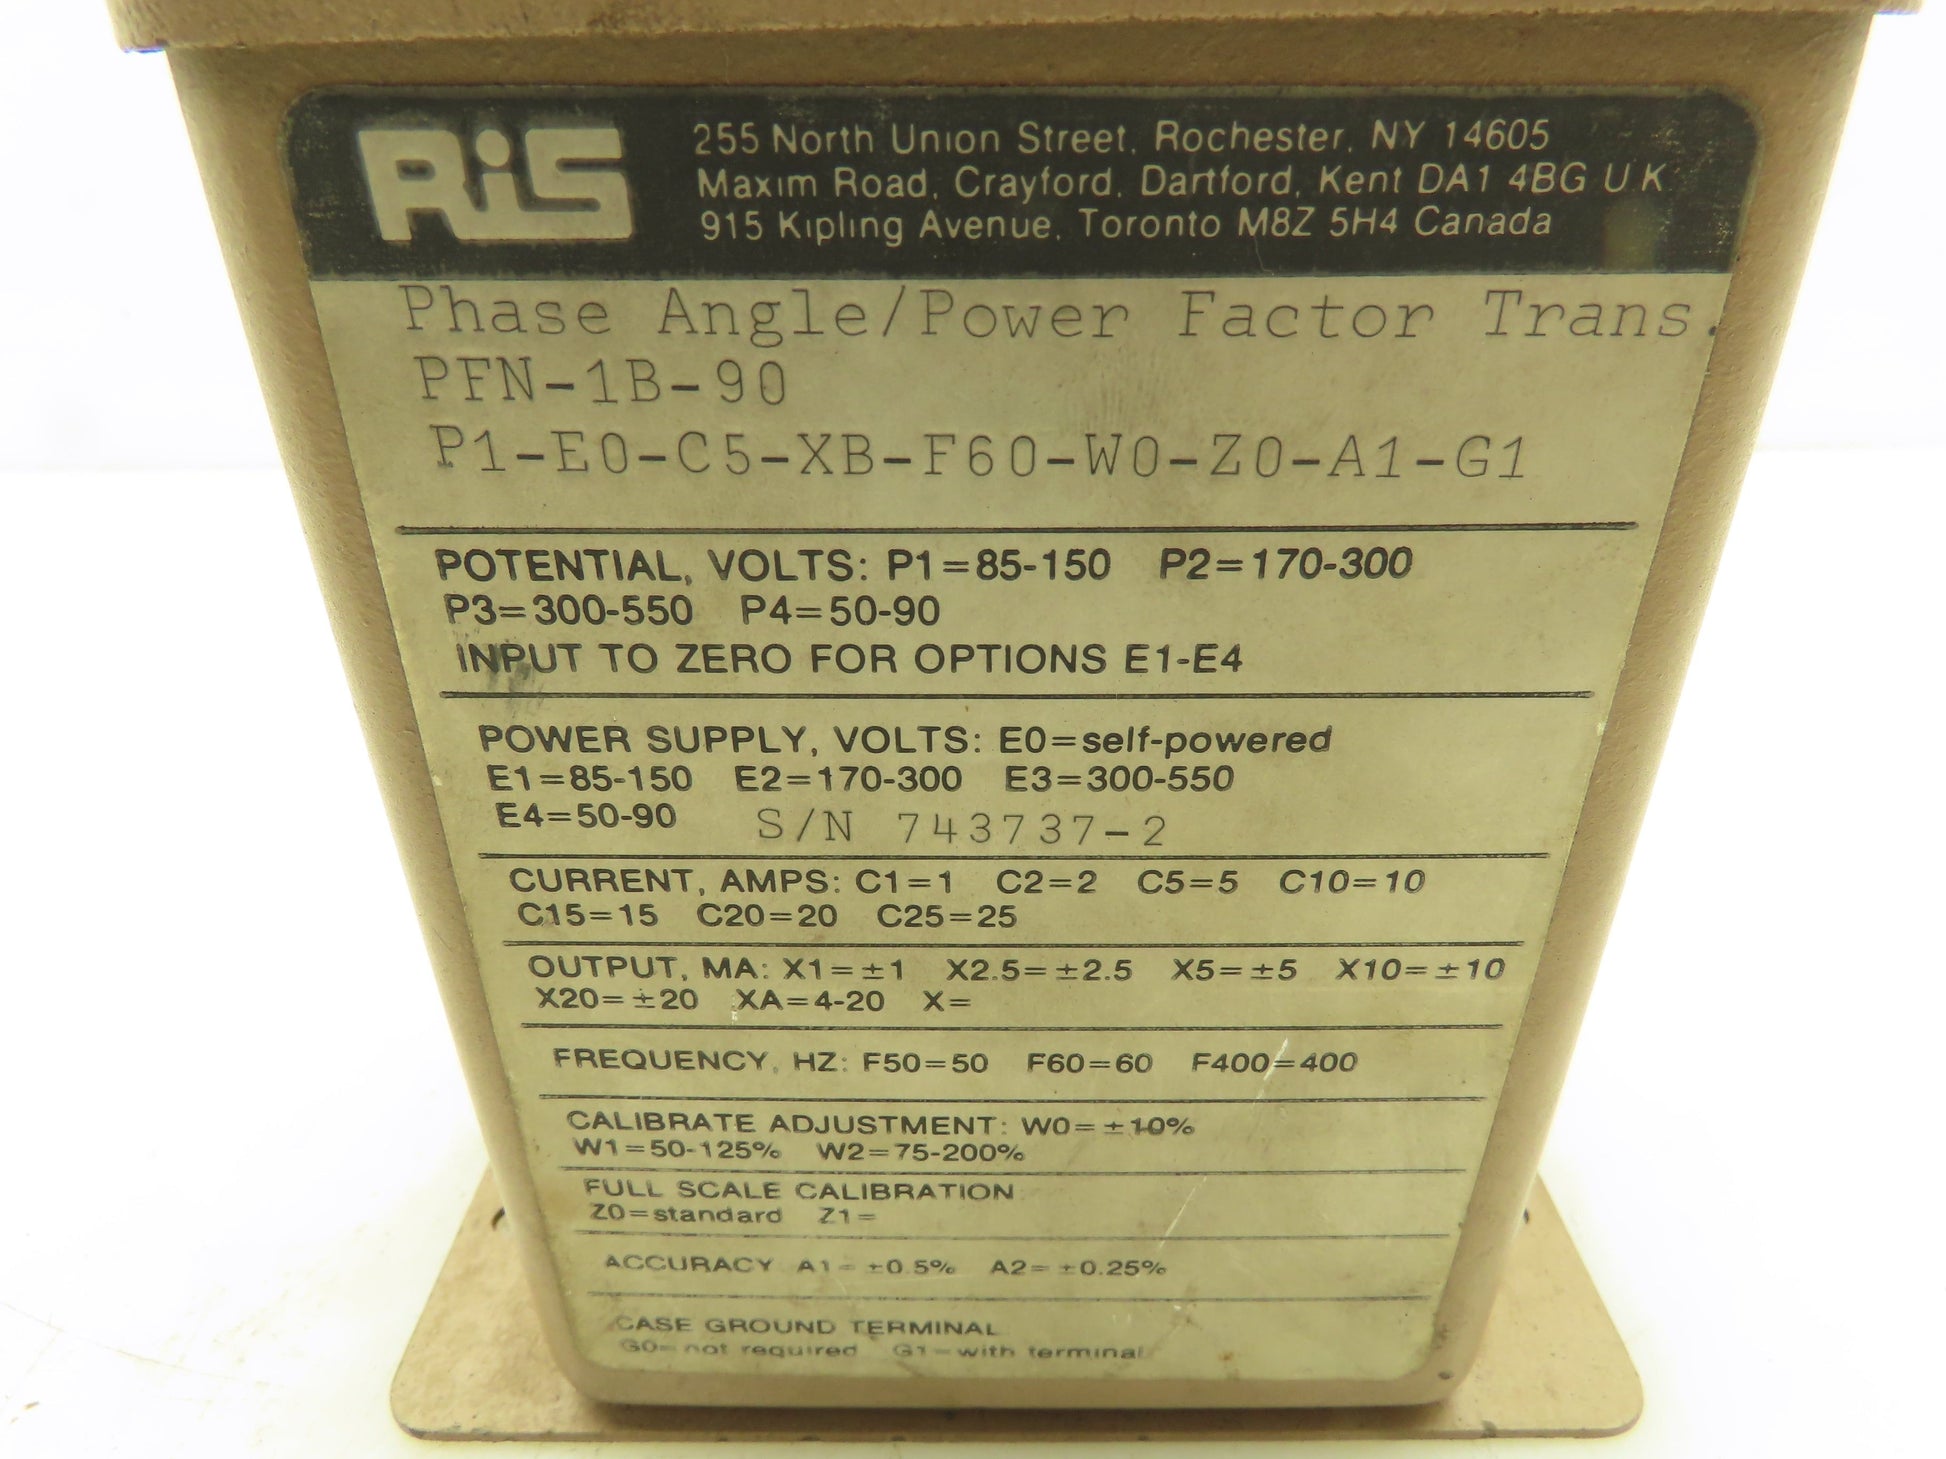 RiS
255 North Union Street, Rochester, NY 14605
Maxim Road, Crayford, Dartford, Kent DA1 4BG U K
915 Kipling Avenue, Toronto M8Z 5H4 Canada
Phase Angle/Power Factor Trans.
PFN-1B-90
P1-E0-C5-XB-F60-W0-Z0-A1-G1
POTENTIAL, VOLTS: P1=85-150 P2=170-300
P3=300-550 P4=50-90
INPUT TO ZERO FOR OPTIONS E1-E4
POWER SUPPLY, VOLTS: E0=self-powered
E1=85-150 E2=170-300 E3=300-550
E4=50-90 S/N 743737-2
CURRENT, AMPS: C1=1 C2=2 C5=5 C10=10
C15=15 C20=20 C25=25
OUTPUT, MA: X1=±1 X2.5=±2.5 X5=±5 X10=±10
X20=±20 XA=4-20 X=
FREQUENCY, HZ: F50=50 F60=60 F400=400
CALIBRATE ADJUSTMENT: W0=±10%
W1=50-125% W2=75-200%
FULL SCALE CALIBRATION
Z0=standard Z1=
ACCURACY A1=±0.5% A2=±0.25%
CASE GROUND TERMINAL
G0=not required G1=with terminal